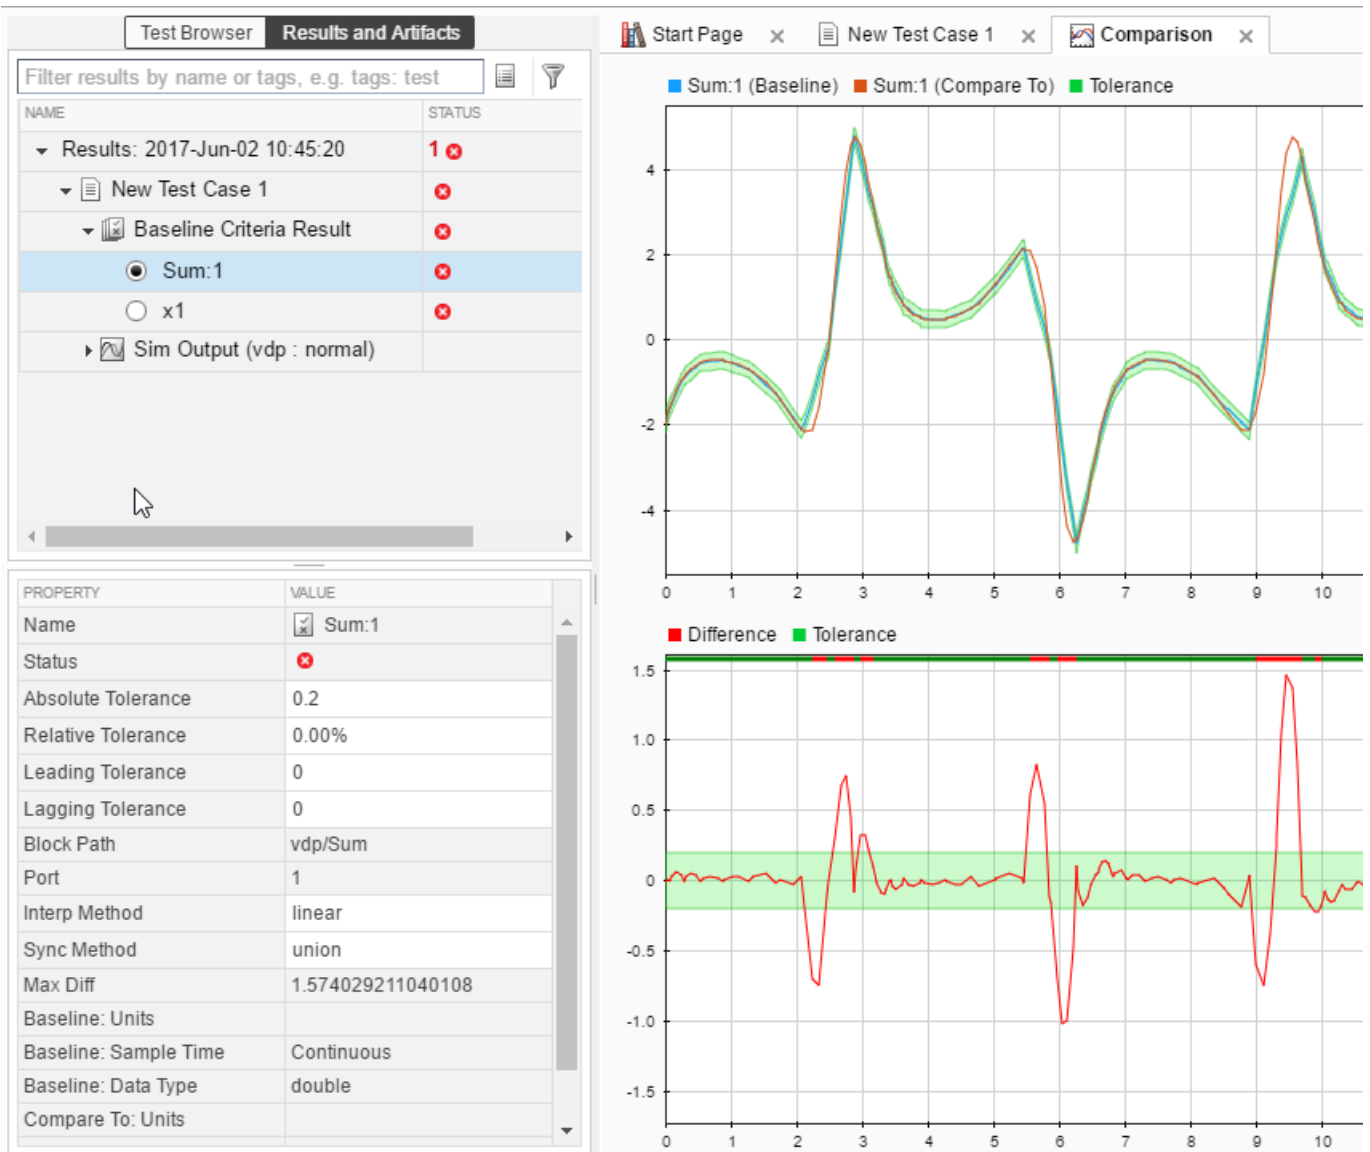 Test Browser Results and Artifacts
Filter results by name or tags, e.g. tags: test
NAME STATUS
Results: 2017-Jun-02 10:45:20 1
New Test Case 1
Baseline Criteria Result
Sum:1
x1
Sim Output (vdp : normal)
PROPERTY VALUE
Name Sum:1
Status
Absolute Tolerance 0.2
Relative Tolerance 0.00%
Leading Tolerance 0
Lagging Tolerance 0
Block Path vdp/Sum
Port 1
Interp Method linear
Sync Method union
Max Diff 1.574029211040108
Baseline: Units
Baseline: Sample Time Continuous
Baseline: Data Type double
Compare To: Units
Start Page New Test Case 1 Comparison
Sum:1 (Baseline) Sum:1 (Compare To) Tolerance
4
2
0
-2
-4
0 1 2 3 4 5 6 7 8 9 10
Difference Tolerance
1.5
1.0
0.5
0
-0.5
-1.0
-1.5
0 1 2 3 4 5 6 7 8 9 10